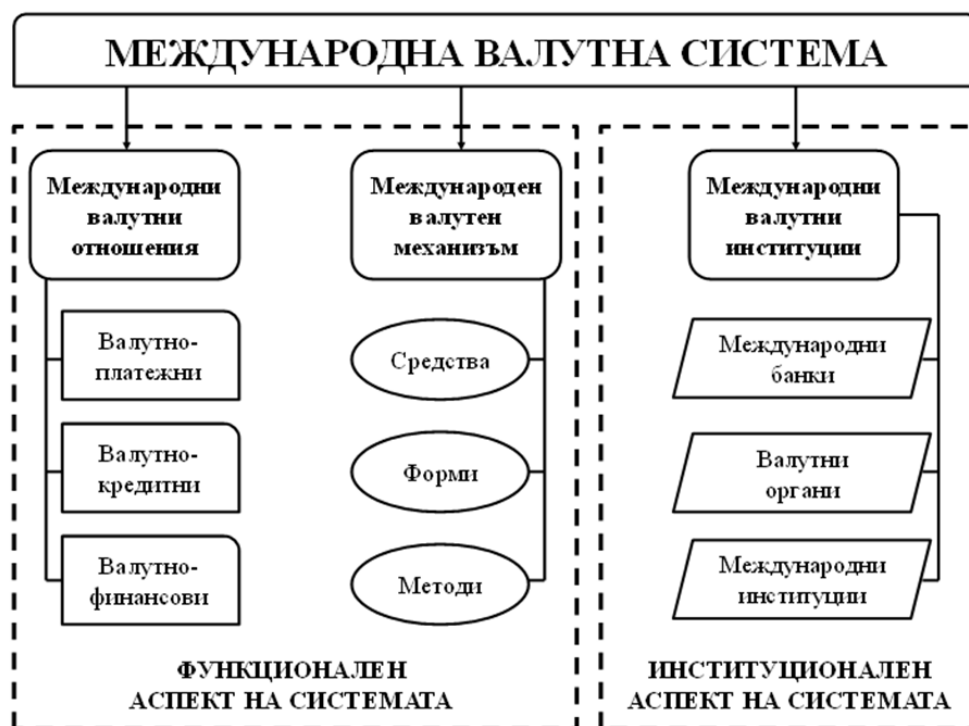 МЕЖДУНАРОДНА ВАЛУТНА СИСТЕМА
Международни
валутни
отношения
Валутно-
платежни
Валутно-
кредитни
Валутно-
финансови
Международен
валутен
механизъм
Средства
Форми
Методи
ФУНКЦИОНАЛЕН
АСПЕКТ НА СИСТЕМАТА
Международни
валутни
институции
Международни
банки
Валутни
органи
Международни
институции
ИНСТИТУЦИОНАЛЕН
АСПЕКТ НА СИСТЕМАТА